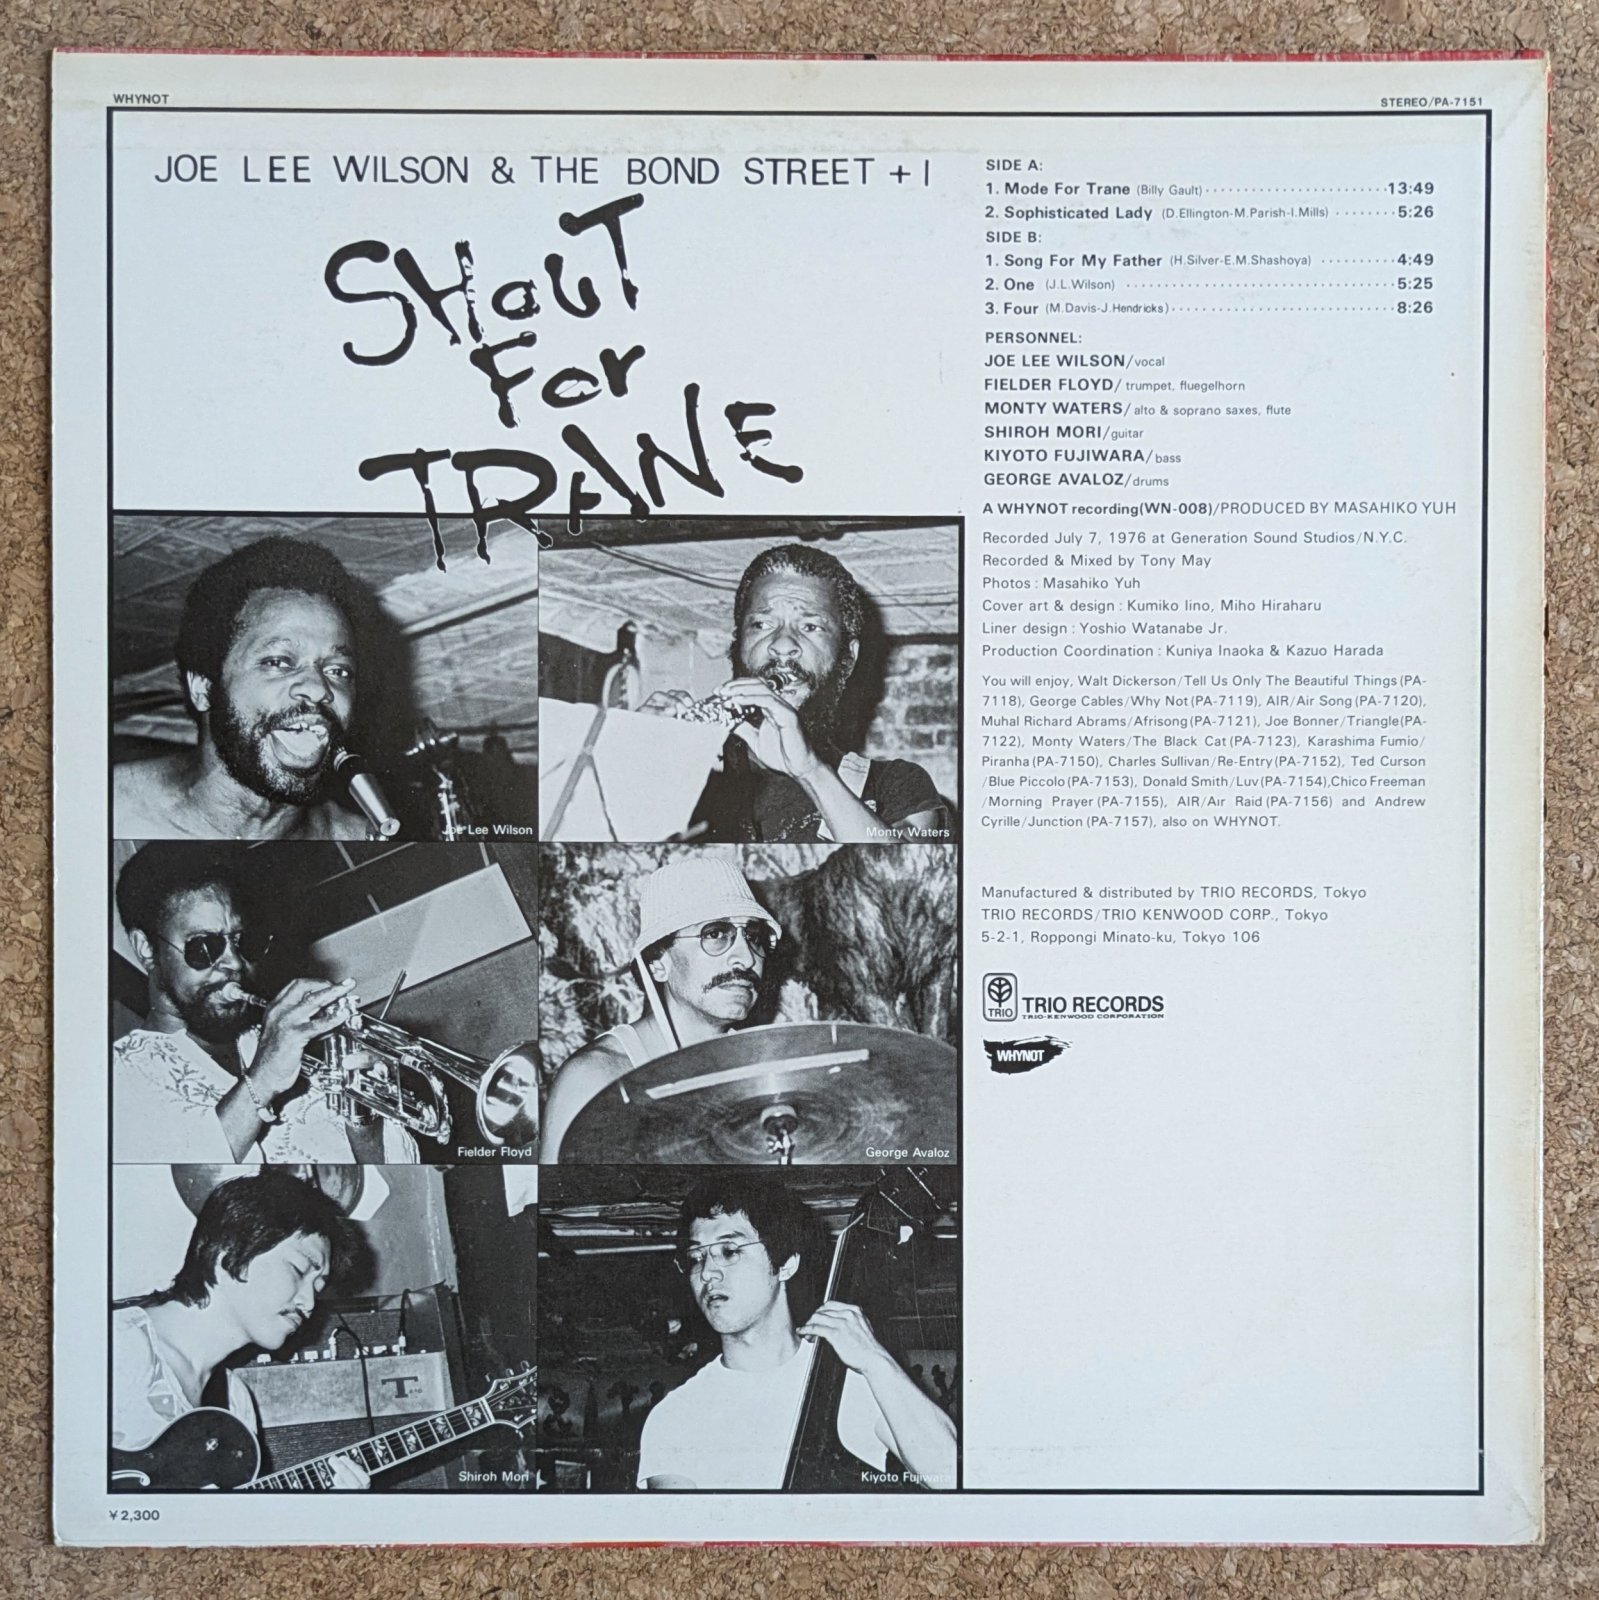 WHYNOT
STEREO/PA-7151
JOE LEE WILSON & THE BOND STREET + 1
SHOUT
FOR
TRANE
SIDE A:
1. Mode For Trane (Billy Gault) 13:49
2. Sophisticated Lady (D.Ellington-M.Parish-I.Mills) 5:26
SIDE B:
1. Song For My Father (H.Silver-E.M.Shashoya) 4:49
2. One (J.L.Wilson) 5:25
3. Four (M.Davis-J.Hendricks) 8:26
PERSONNEL:
JOE LEE WILSON/vocal
FIELDER FLOYD/trumpet, fluegelhorn
MONTY WATERS/alto & soprano saxes, flute
SHIROH MORI/guitar
KIYOTO FUJIWARA/bass
GEORGE AVALOZ/drums
A WHYNOT recording(WN-008)/PRODUCED BY MASAHIKO YUH
Recorded July 7, 1976 at Generation Sound Studios/N.Y.C.
Recorded & Mixed by Tony May
Photos : Masahiko Yuh
Cover art & design : Kumiko Iino, Miho Hiraharu
Liner design : Yoshio Watanabe Jr.
Production Coordination : Kuniya Inaoka & Kazuo Harada
You will enjoy, Walt Dickerson/Tell Us Only The Beautiful Things(PA-
7118), George Cables/Why Not(PA-7119), AIR/Air Song(PA-7120),
Muhal Richard Abrams/Afrisong(PA-7121), Joe Bonner/Triangle(PA-
7122), Monty Waters/The Black Cat(PA-7123), Karashima Fumio/
Piranha(PA-7150), Charles Sullivan/Re-Entry(PA-7152), Ted Curson
/Blue Piccolo(PA-7153), Donald Smith/Luv(PA-7154),Chico Freeman
/Morning Prayer(PA-7155), AIR/Air Raid(PA-7156) and Andrew
Cyrille/Junction(PA-7157), also on WHYNOT.
Manufactured & distributed by TRIO RECORDS, Tokyo
TRIO RECORDS/TRIO KENWOOD CORP., Tokyo
5-2-1, Roppongi Minato-ku, Tokyo 106
TRIO
TRIO RECORDS
TRIO-KENWOOD CORPORATION
WHYNOT
Joe Lee Wilson
Monty Waters
Fielder Floyd
George Avaloz
Shiroh Mori
Kiyoto Fujiwara
¥2,300